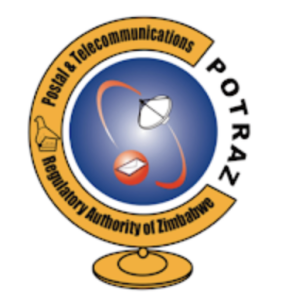 Postal & Telecommunications
POTRAZ
Regulatory Authority of Zimbabwe